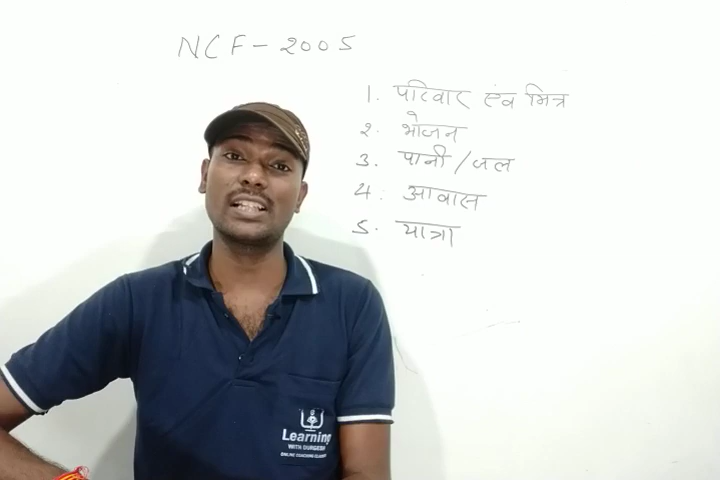 NCF - 2005
1. परिवार एवं मित्र
2. भोजन
3. पानी / जल
4. आवास
5. यात्रा
Learning
WITH DURGESH
ONLINE COACHING CLASSES